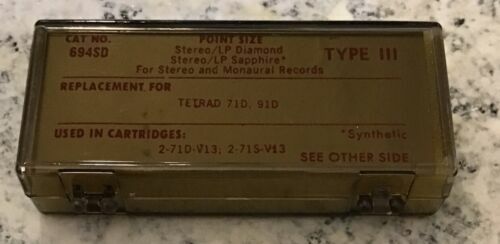 CAT NO. POINT SIZE
694SD Stereo/LP Diamond TYPE III
Stereo/LP Sapphire*
For Stereo and Monaural Records
REPLACEMENT FOR
TETRAD 71D, 91D
USED IN CARTRIDGES: *Synthetic
2-71D-V13; 2-71S-V13
SEE OTHER SIDE